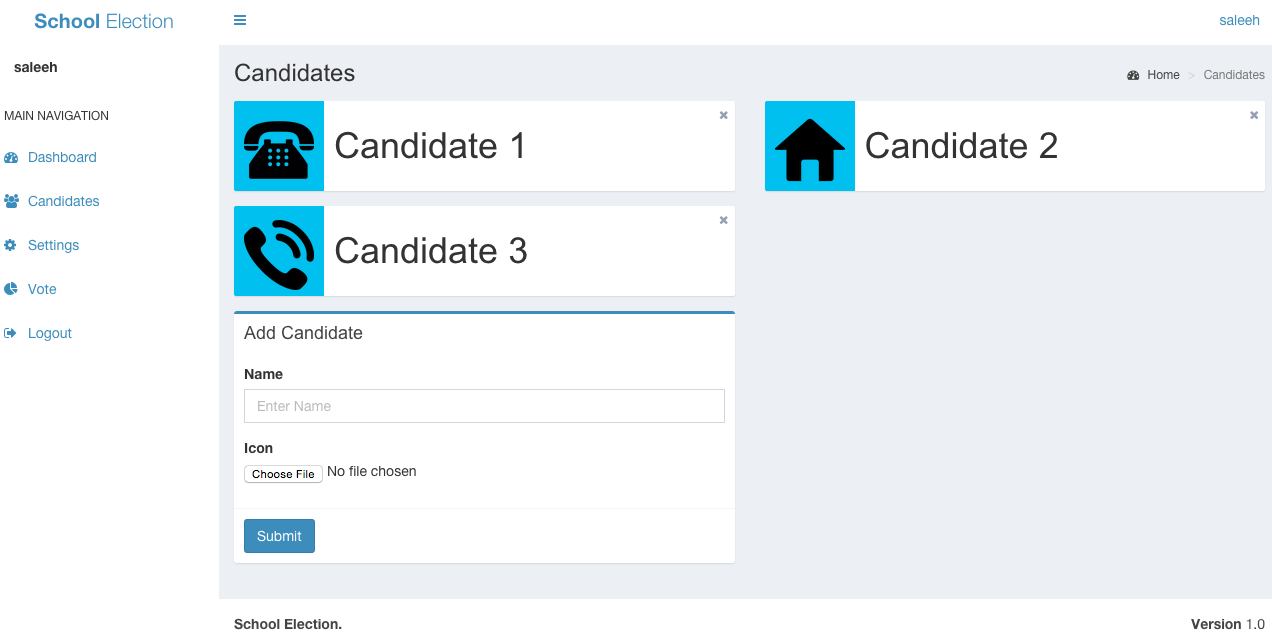 School Election
saleeh
saleeh
MAIN NAVIGATION
Dashboard
Candidates
Settings
Vote
Logout
Candidates
Home > Candidates
Candidate 1
Candidate 2
Candidate 3
Add Candidate
Name
Enter Name
Icon
Choose File No file chosen
Submit
School Election.
Version 1.0